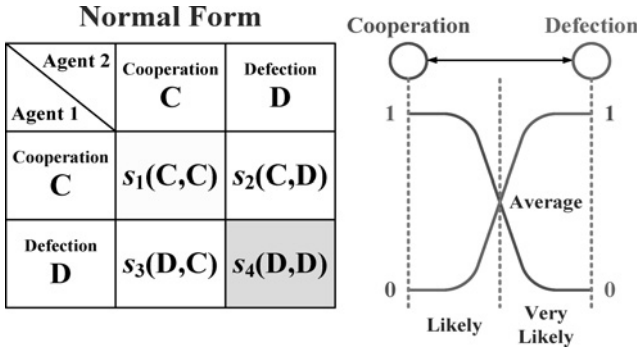 Normal Form
Agent 2
Agent 1
Cooperation
C
Defection
D
Cooperation
C
s1(C,C)
s2(C,D)
Defection
D
s3(D,C)
s4(D,D)
Cooperation
Defection
1
1
Average
0
0
Likely
Very
Likely